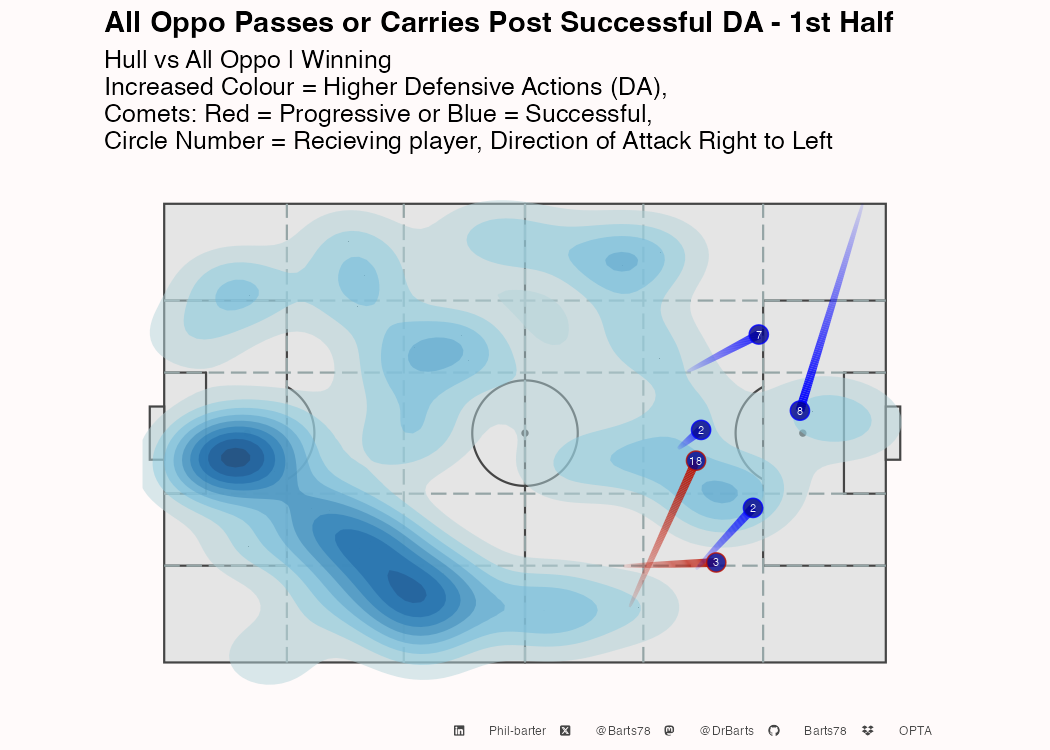 All Oppo Passes or Carries Post Successful DA - 1st Half
Hull vs All Oppo | Winning
Increased Colour = Higher Defensive Actions (DA),
Comets: Red = Progressive or Blue = Successful,
Circle Number = Recieving player, Direction of Attack Right to Left
7
8
2
18
2
3
Phil-barter @Barts78 @DrBarts Barts78 OPTA